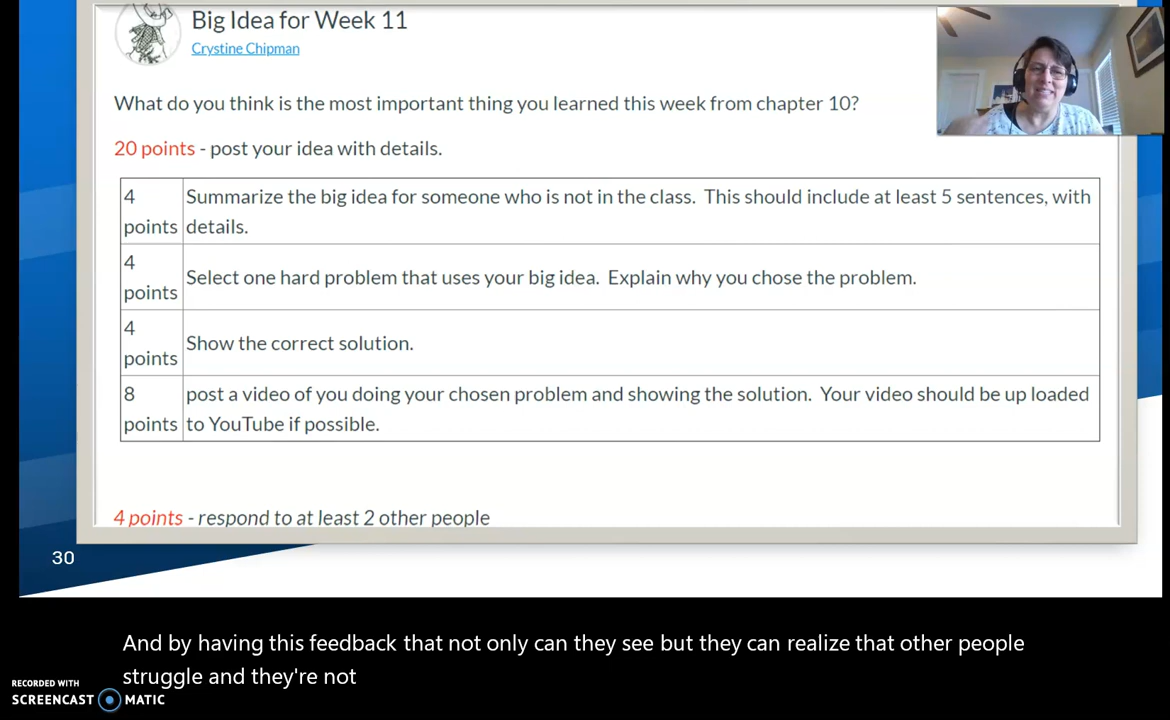 Big Idea for Week 11
Crystine Chipman
What do you think is the most important thing you learned this week from chapter 10?
20 points - post your idea with details.
4 points
Summarize the big idea for someone who is not in the class. This should include at least 5 sentences, with
details.
4 points
Select one hard problem that uses your big idea. Explain why you chose the problem.
4 points
Show the correct solution.
8 points
post a video of you doing your chosen problem and showing the solution. Your video should be up loaded
to YouTube if possible.
4 points - respond to at least 2 other people
30
And by having this feedback that not only can they see but they can realize that other people
struggle and they're not
RECORDED WITH
SCREENCAST MATIC